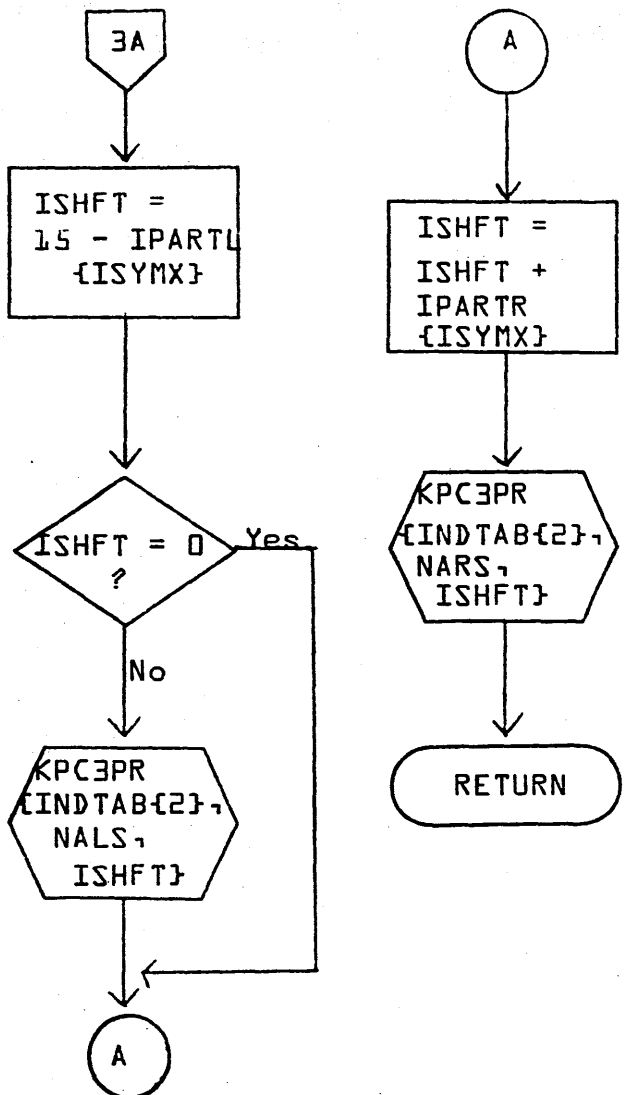 3A
ISHFT =
15 - IPARTL
{ISYMX}
ISHFT = 0
?
Yes
No
KPC3PR
{INDTAB{2},
NALS,
ISHFT}
A
A
ISHFT =
ISHFT +
IPARTR
{ISYMX}
KPC3PR
{INDTAB{2},
NARS,
ISHFT}
RETURN